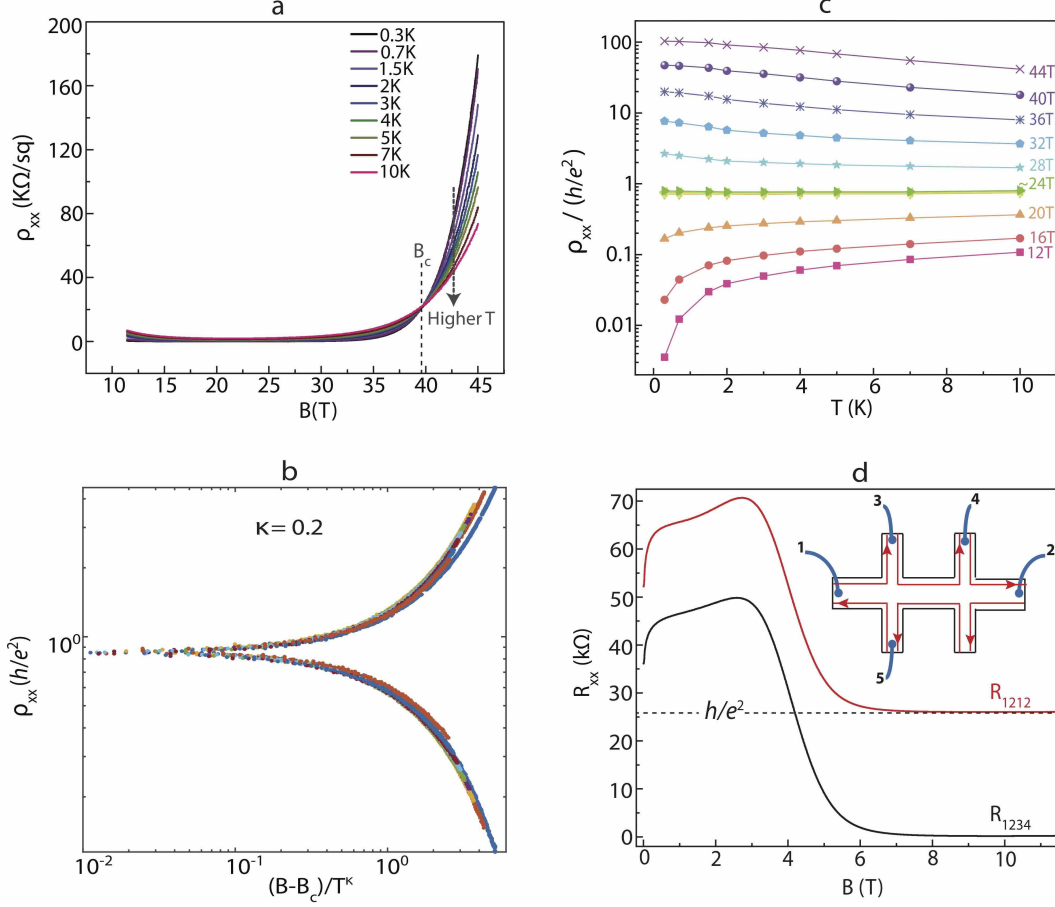 a
ρxx (KΩ/sq)
200
160
120
80
40
0
0.3K
0.7K
1.5K
2K
3K
4K
5K
7K
10K
Bc
Higher T
10 15 20 25 30 35 40 45
B(T)
c
ρxx / (h/e²)
100
10
1
0.1
0.01
44T
40T
36T
32T
28T
~24T
20T
16T
12T
0 2 4 6 8 10
T (K)
b
κ = 0.2
ρxx (h/e²)
10⁰
10⁻² 10⁻¹ 10⁰
(B-Bc)/Tᴷ
d
Rxx (kΩ)
70
60
50
40
30
20
10
0
3 4
1 2
5
R1212
h/e²
R1234
0 2 4 6 8 10
B (T)